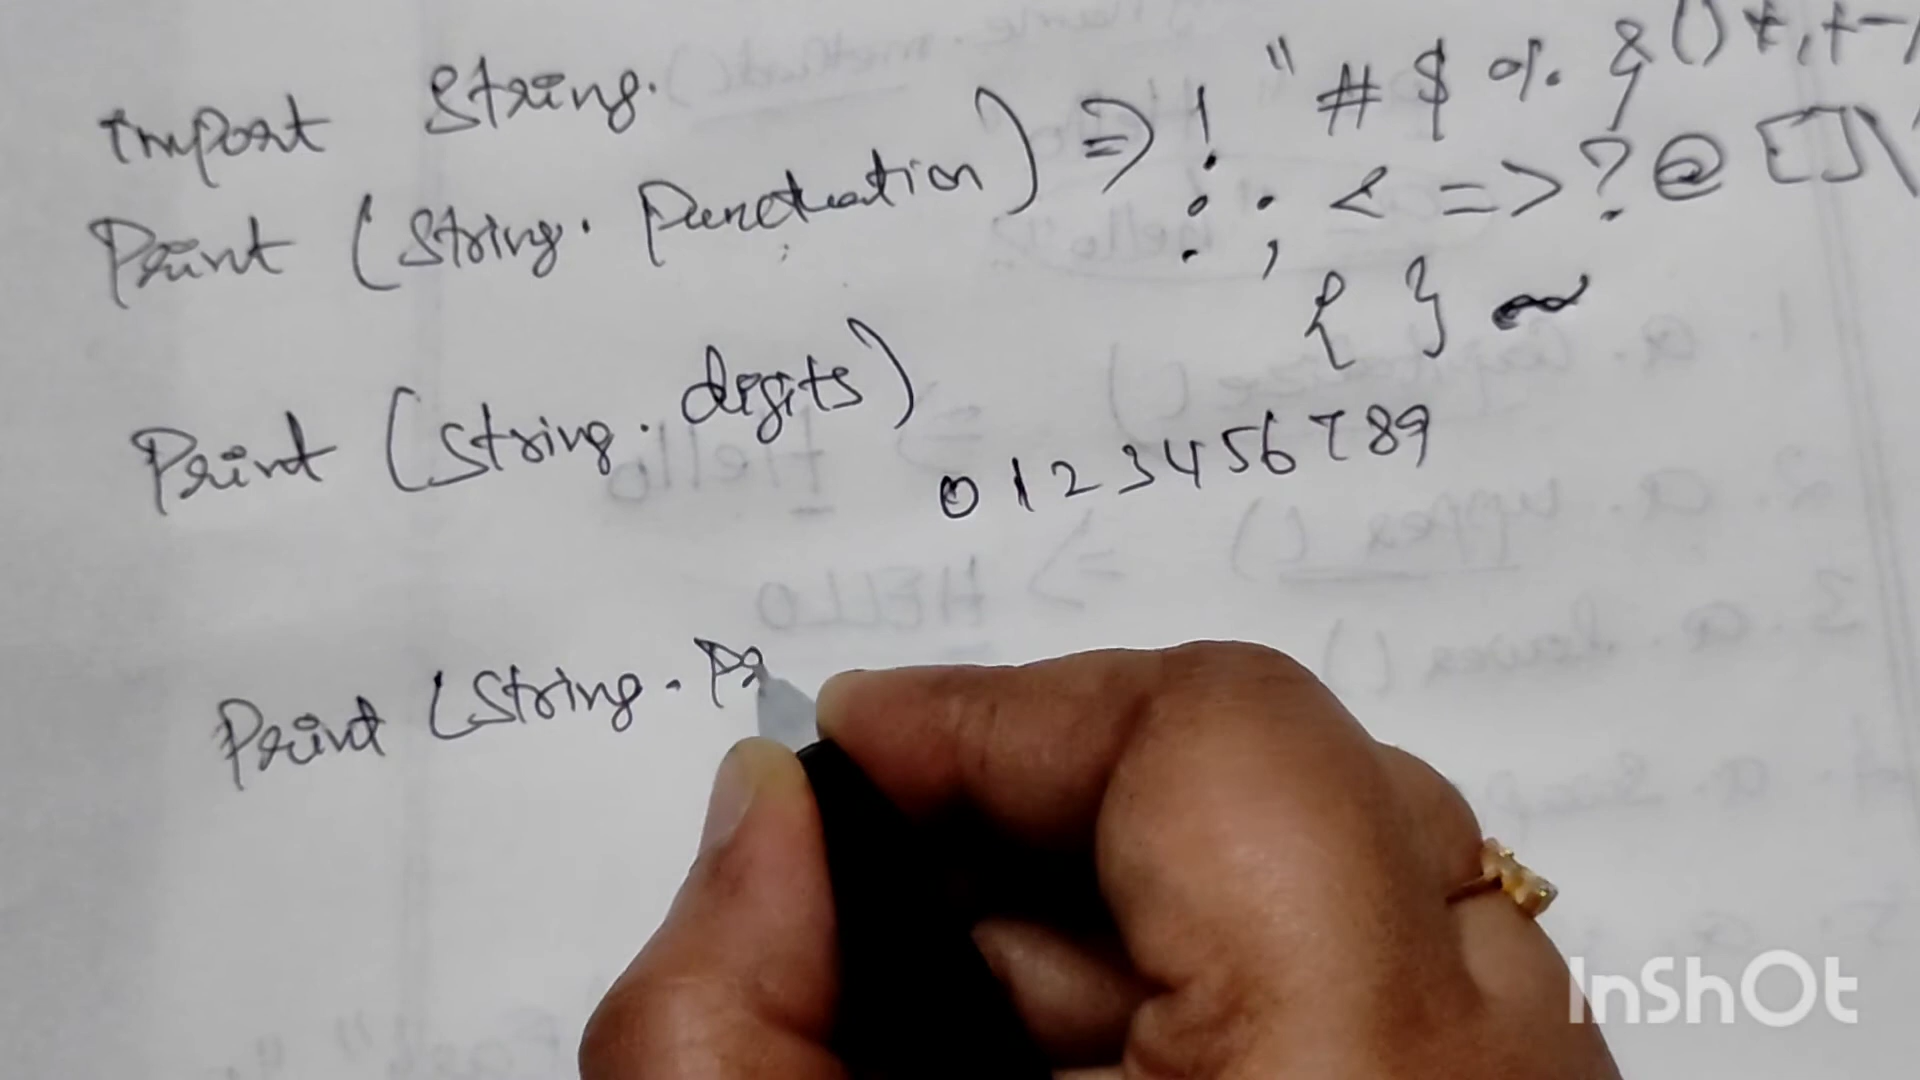 import string.
Print (string. punctuation) => ! " # $ % & () *, + - /
: ; < = > ? @ [] \
{ } ~
Print (string. digits)
0 1 2 3 4 5 6 7 8 9
Print (string. Pr
InShOt